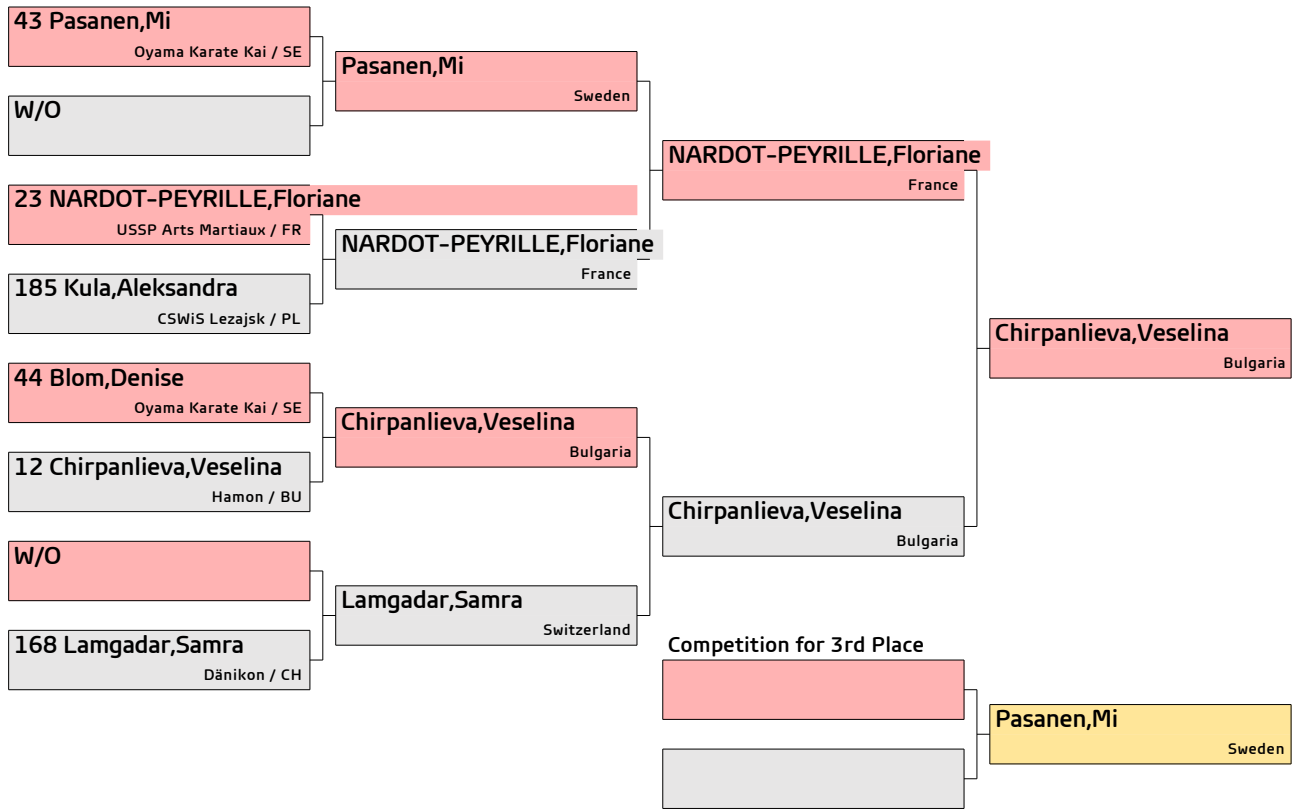 43 Pasanen,Mi
Oyama Karate Kai / SE
W/O
23 NARDOT-PEYRILLE,Floriane
USSP Arts Martiaux / FR
185 Kula,Aleksandra
CSWiS Lezajsk / PL
44 Blom,Denise
Oyama Karate Kai / SE
12 Chirpanlieva,Veselina
Hamon / BU
W/O
168 Lamgadar,Samra
Dänikon / CH
Pasanen,Mi
Sweden
NARDOT-PEYRILLE,Floriane
France
Chirpanlieva,Veselina
Bulgaria
Lamgadar,Samra
Switzerland
NARDOT-PEYRILLE,Floriane
France
Chirpanlieva,Veselina
Bulgaria
Chirpanlieva,Veselina
Bulgaria
Competition for 3rd Place
Pasanen,Mi
Sweden